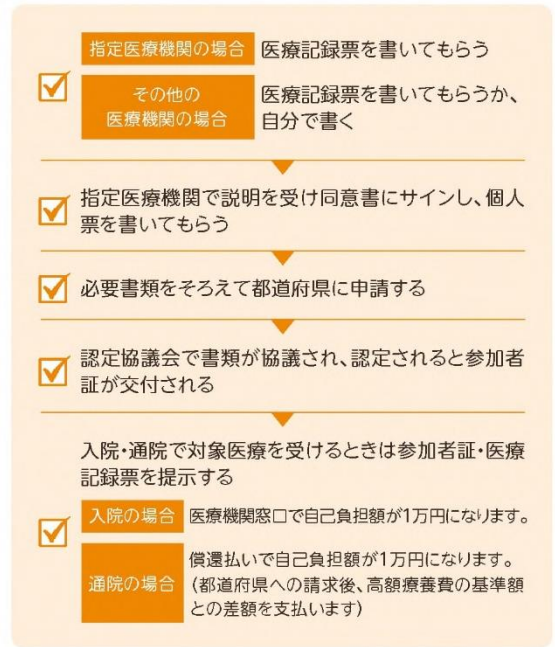 指定医療機関の場合 医療記録票を書いてもらう
その他の
医療機関の場合
医療記録票を書いてもらうか、
自分で書く
指定医療機関で説明を受け同意書にサインし、個人
票を書いてもらう
必要書類をそろえて都道府県に申請する
認定協議会で書類が協議され、認定されると参加者
証が交付される
入院・通院で対象医療を受けるときは参加者証・医療
記録票を提示する
入院の場合 医療機関窓口で自己負担額が1万円になります。
通院の場合
償還払いで自己負担額が1万円になります。
(都道府県への請求後、高額療養費の基準額
との差額を支払います)